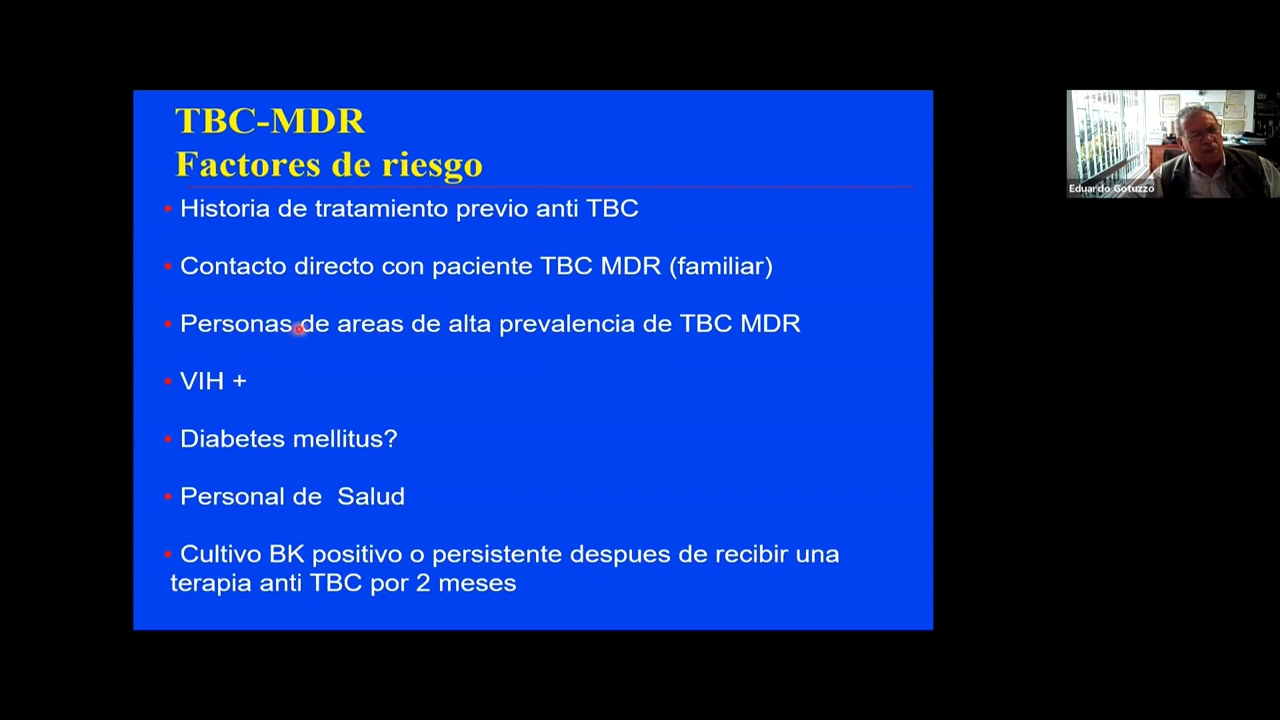 TBC-MDR
Factores de riesgo
• Historia de tratamiento previo anti TBC
• Contacto directo con paciente TBC MDR (familiar)
• Personas de areas de alta prevalencia de TBC MDR
• VIH +
• Diabetes mellitus?
• Personal de Salud
• Cultivo BK positivo o persistente despues de recibir una
terapia anti TBC por 2 meses
Eduardo Gotuzzo